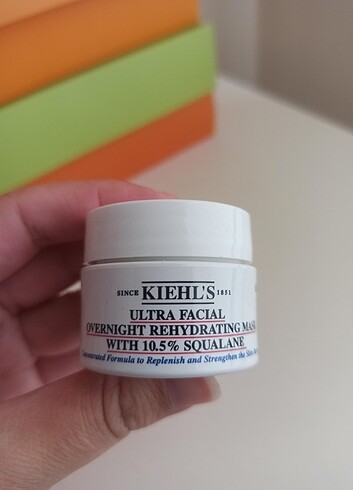 SINCE KIEHL'S 1851
ULTRA FACIAL
OVERNIGHT REHYDRATING MASK
WITH 10.5% SQUALANE
Concentrated Formula to Replenish and Strengthen the Skin